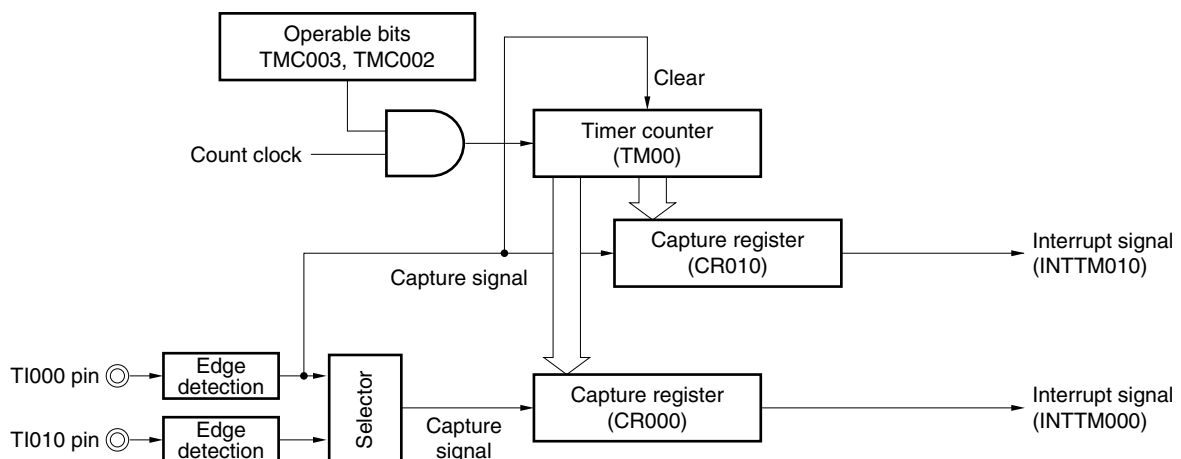 Operable bits
TMC003, TMC002
Clear
Timer counter
(TM00)
Count clock
Capture register
(CR010)
Interrupt signal
(INTTM010)
Capture signal
TI000 pin
Edge
detection
Selector
Capture register
(CR000)
Interrupt signal
(INTTM000)
TI010 pin
Edge
detection
Capture
signal